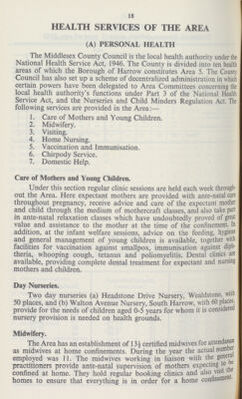 18
HEALTH SERVICES OF THE AREA
(A) PERSONAL HEALTH
The Middlesex County Council is the local health authority under the
National Health Service Act, 1946. The County is divided into ten health
areas of which the Borough of Harrow constitutes Area 5. The County
Council has also set up a scheme of decentralized administration in which
certain powers have been delegated to Area Committees concerning the
local health authority's functions under Part 3 of the National Health
Service Act, and the Nurseries and Child Minders Regulation Act. The
following services are provided in the Area:—
1. Care of Mothers and Young Children.
2. Midwifery.
3. Visiting.
4. Home Nursing.
5. Vaccination and Immunisation.
6. Chiropody Service.
7. Domestic Help.
Care of Mothers and Young Children.
Under this section regular clinic sessions are held each week through-
out the Area. Here expectant mothers are provided with ante-natal care
throughout pregnancy, receive advice and care of the expectant mother
and child through the medium of mothercraft classes, and also take part
in ante-natal relaxation classes which have undoubtedly proved of great
value and assistance to the mother at the time of the confinement. In
addition, at the infant welfare sessions, advice on the feeding, hygiene
and general management of young children is available, together with
facilities for vaccination against smallpox, immunisation against diph-
theria, whooping cough, tetanus and poliomyelitis. Dental clinics are
available, providing complete dental treatment for expectant and nursing
mothers and children.
Day Nurseries.
Two day nurseries (a) Headstone Drive Nursery, Wealdstone, with
50 places, and (b) Walton Avenue Nursery, South Harrow, with 60 places,
provide for the needs of children aged 0-5 years for whom it is considered
nursery provision is needed on health grounds.
Midwifery.
The Area has an establishment of 13½ certified midwives for attendance
as midwives at home confinements. During the year the actual number
employed was 11. The midwives working in liaison with the general
practitioners provide ante-natal supervision of mothers expecting to be
confined at home. They hold regular booking clinics and also visit the
homes to ensure that everything is in order for a home confinement.